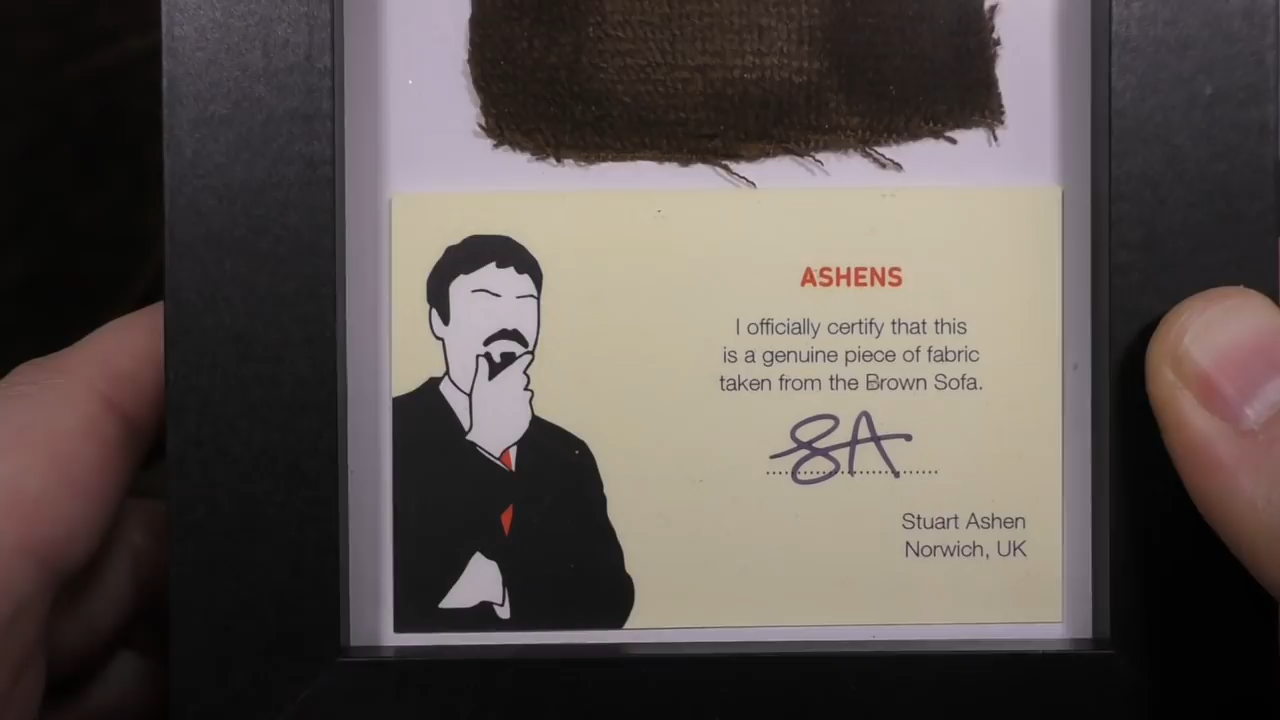 ASHENS
I officially certify that this
is a genuine piece of fabric
taken from the Brown Sofa.
SA
Stuart Ashen
Norwich, UK